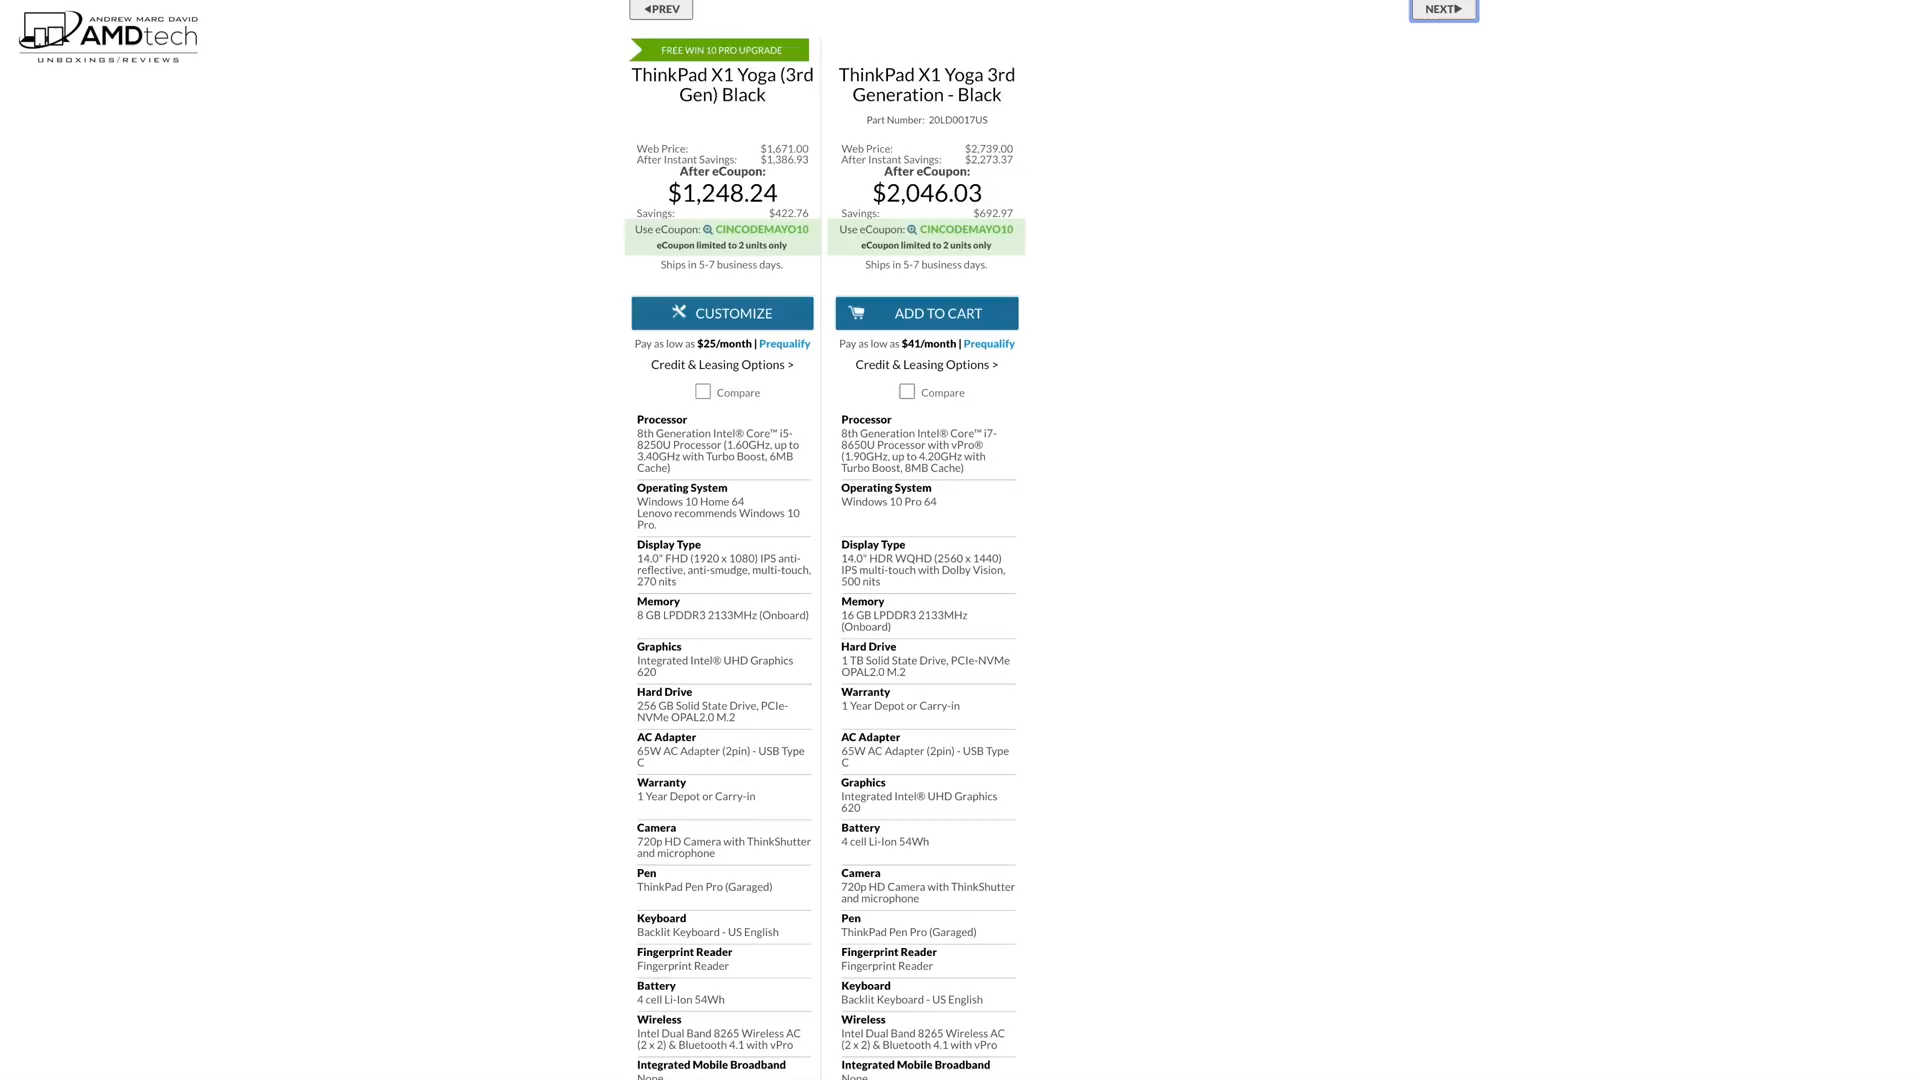 ANDREW MARC DAVID
AMDtech
UNBOXINGS/REVIEWS
◀PREV
NEXT▶
FREE WIN 10 PRO UPGRADE
ThinkPad X1 Yoga (3rd
Gen) Black
Web Price: $1,671.00
After Instant Savings: $1,386.93
After eCoupon:
$1,248.24
Savings: $422.76
Use eCoupon: CINCODEMAYO10
eCoupon limited to 2 units only
Ships in 5-7 business days.
CUSTOMIZE
Pay as low as $25/month | Prequalify
Credit & Leasing Options >
Compare
Processor
8th Generation Intel® Core™ i5-
8250U Processor (1.60GHz, up to
3.40GHz with Turbo Boost, 6MB
Cache)
Operating System
Windows 10 Home 64
Lenovo recommends Windows 10
Pro.
Display Type
14.0" FHD (1920 x 1080) IPS anti-
reflective, anti-smudge, multi-touch,
270 nits
Memory
8 GB LPDDR3 2133MHz (Onboard)
Graphics
Integrated Intel® UHD Graphics
620
Hard Drive
256 GB Solid State Drive, PCIe-
NVMe OPAL2.0 M.2
AC Adapter
65W AC Adapter (2pin) - USB Type
C
Warranty
1 Year Depot or Carry-in
Camera
720p HD Camera with ThinkShutter
and microphone
Pen
ThinkPad Pen Pro (Garaged)
Keyboard
Backlit Keyboard - US English
Fingerprint Reader
Fingerprint Reader
Battery
4 cell Li-Ion 54Wh
Wireless
Intel Dual Band 8265 Wireless AC
(2 x 2) & Bluetooth 4.1 with vPro
Integrated Mobile Broadband
None
ThinkPad X1 Yoga 3rd
Generation - Black
Part Number: 20LD0017US
Web Price: $2,739.00
After Instant Savings: $2,273.37
After eCoupon:
$2,046.03
Savings: $692.97
Use eCoupon: CINCODEMAYO10
eCoupon limited to 2 units only
Ships in 5-7 business days.
ADD TO CART
Pay as low as $41/month | Prequalify
Credit & Leasing Options >
Compare
Processor
8th Generation Intel® Core™ i7-
8650U Processor with vPro®
(1.90GHz, up to 4.20GHz with
Turbo Boost, 8MB Cache)
Operating System
Windows 10 Pro 64
Display Type
14.0" HDR WQHD (2560 x 1440)
IPS multi-touch with Dolby Vision,
500 nits
Memory
16 GB LPDDR3 2133MHz
(Onboard)
Hard Drive
1 TB Solid State Drive, PCIe-NVMe
OPAL2.0 M.2
Warranty
1 Year Depot or Carry-in
AC Adapter
65W AC Adapter (2pin) - USB Type
C
Graphics
Integrated Intel® UHD Graphics
620
Battery
4 cell Li-Ion 54Wh
Camera
720p HD Camera with ThinkShutter
and microphone
Pen
ThinkPad Pen Pro (Garaged)
Fingerprint Reader
Fingerprint Reader
Keyboard
Backlit Keyboard - US English
Wireless
Intel Dual Band 8265 Wireless AC
(2 x 2) & Bluetooth 4.1 with vPro
Integrated Mobile Broadband
None